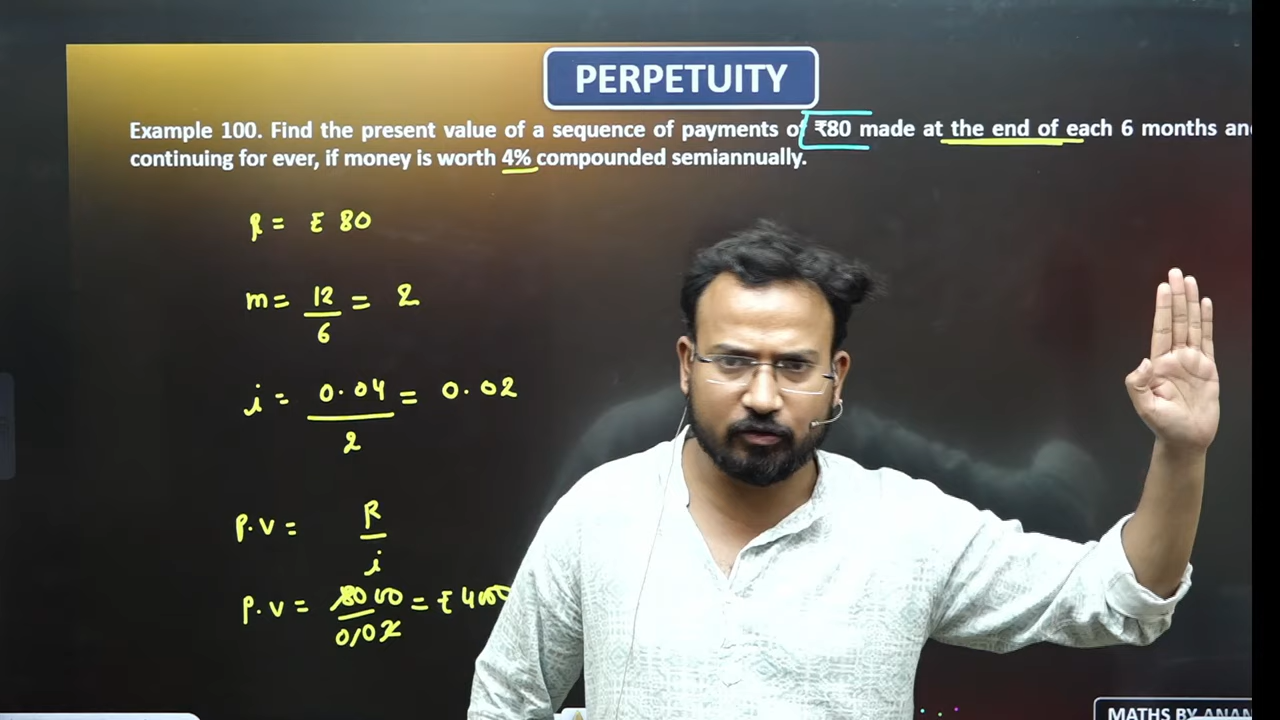 PERPETUITY
Example 100. Find the present value of a sequence of payments of ₹80 made at the end of each 6 months and
continuing for ever, if money is worth 4% compounded semiannually.
R = ₹ 80
m = 12/6 = 2
i = 0.04/2 = 0.02
P.V = R/i
P.V = 8000/0.02 = ₹ 4000
MATHS BY ANAN